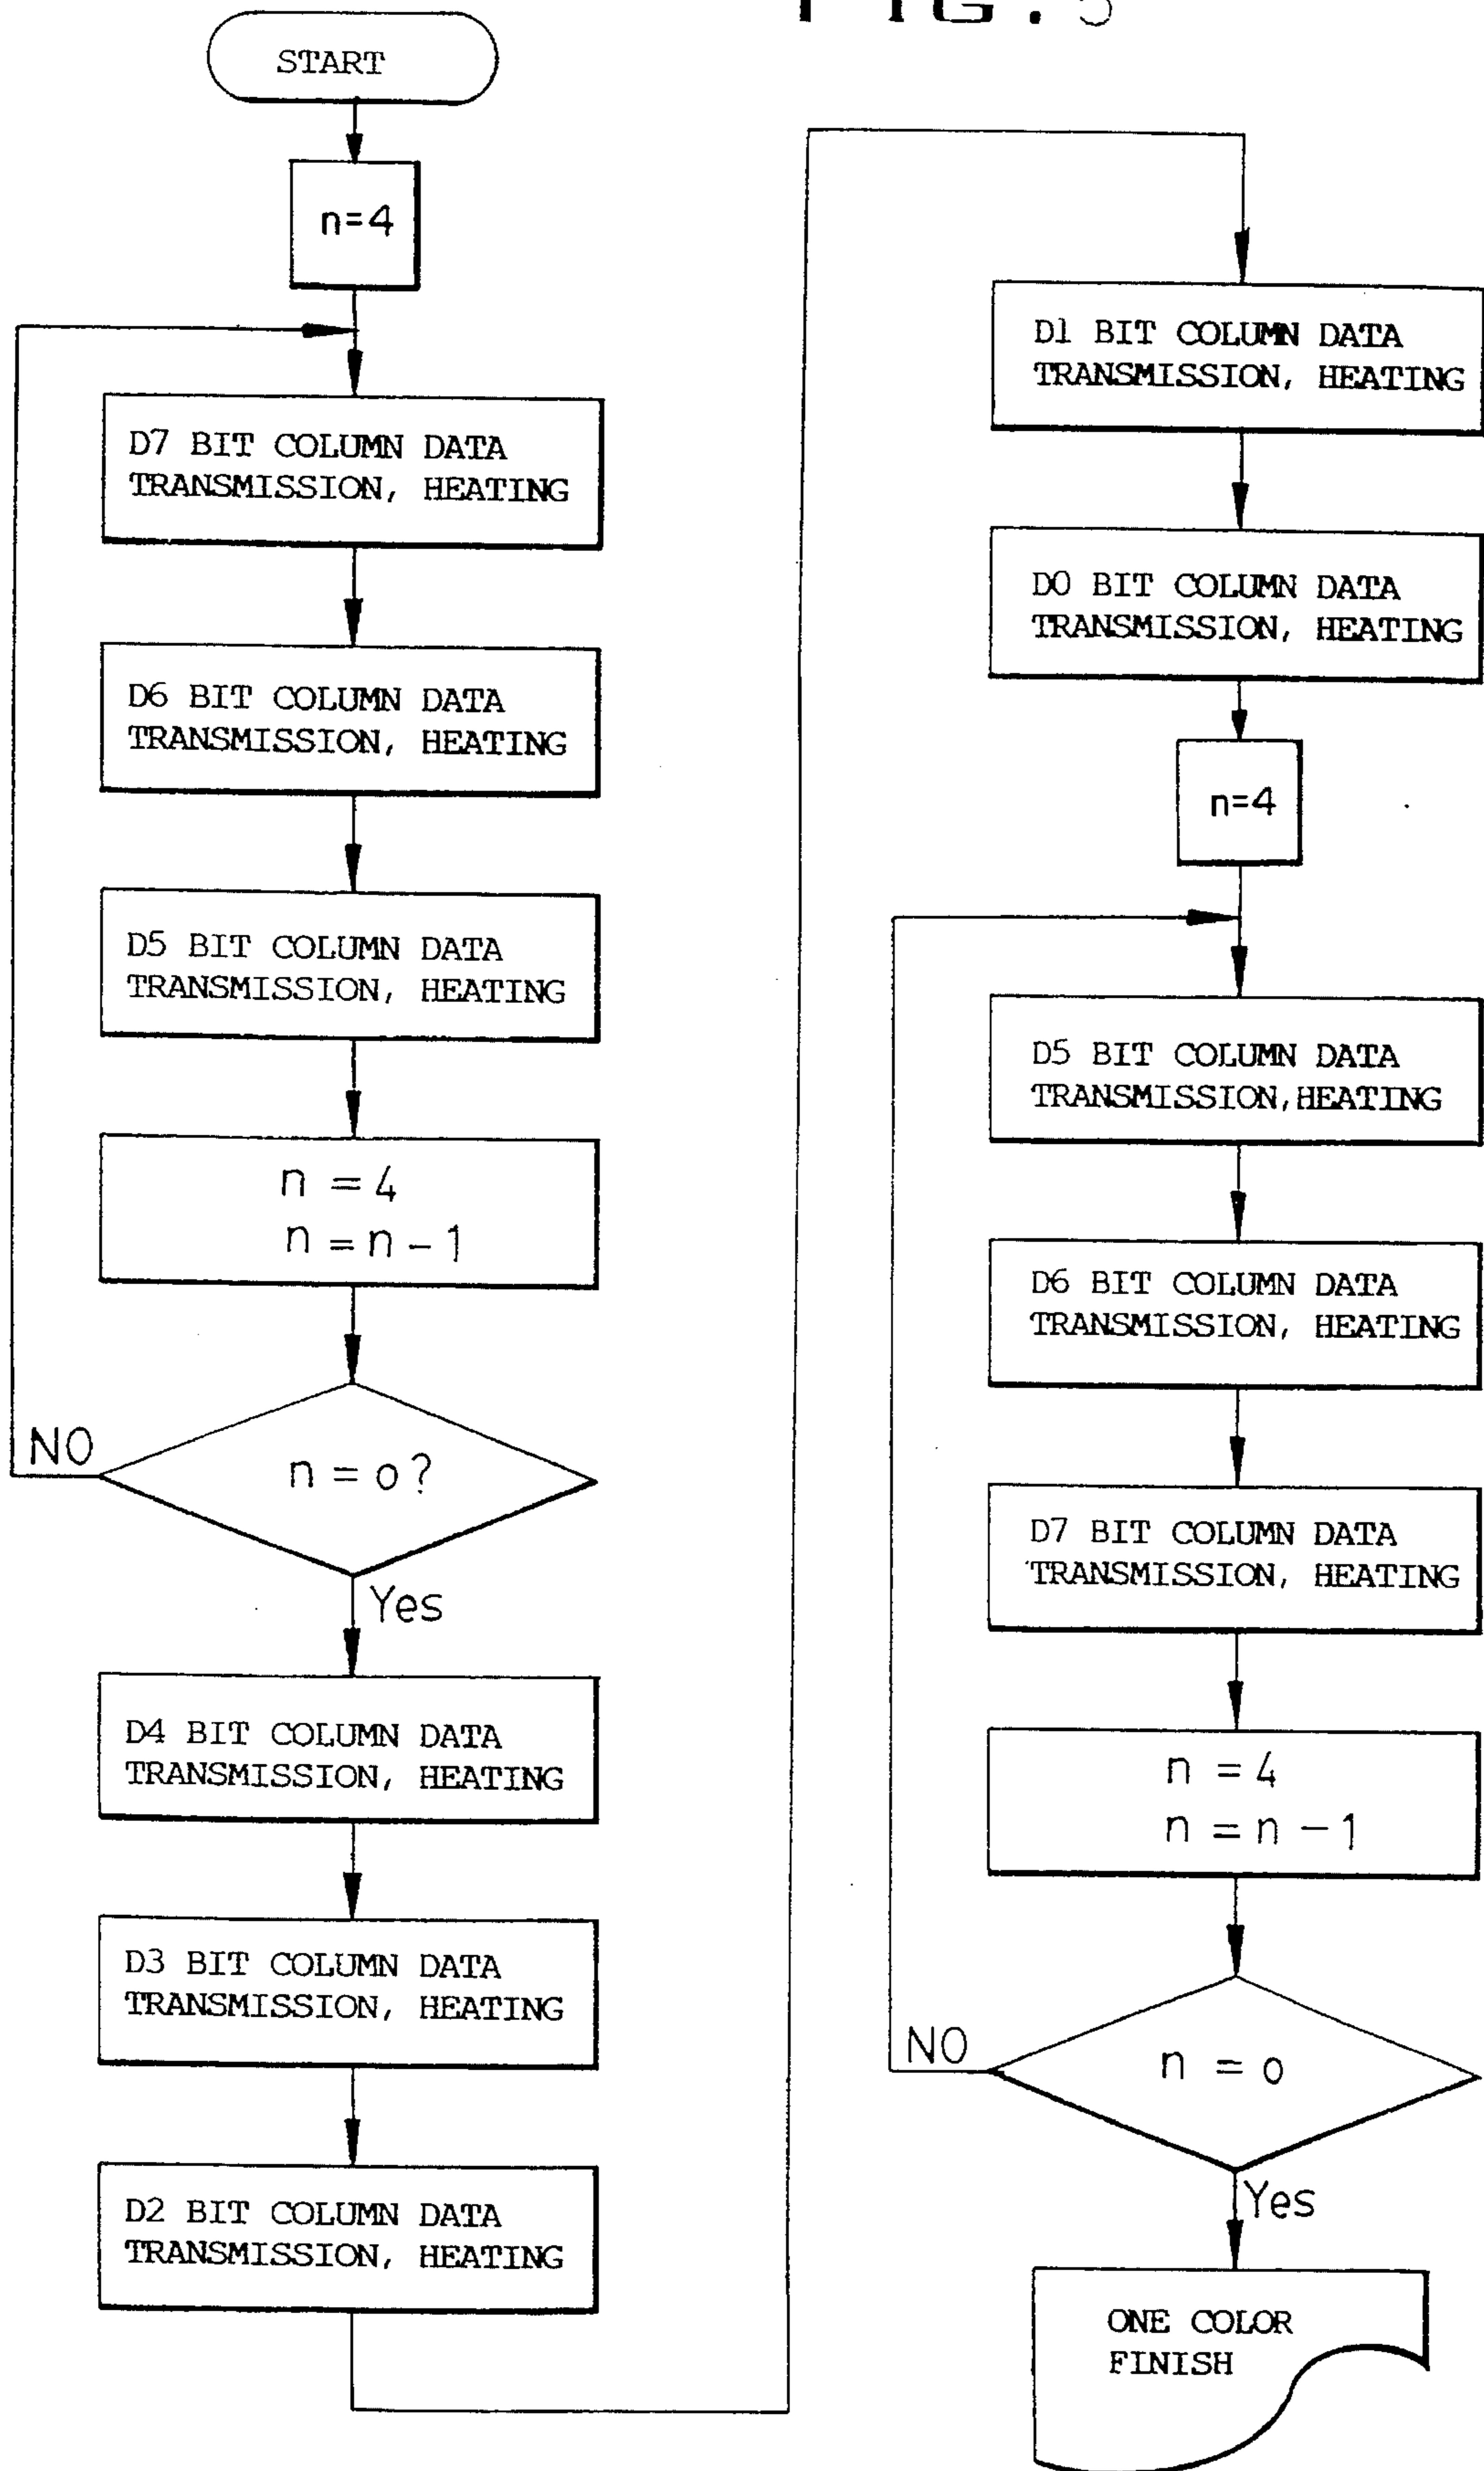 FIG. 5
START
n=4
D7 BIT COLUMN DATA
TRANSMISSION, HEATING
D6 BIT COLUMN DATA
TRANSMISSION, HEATING
D5 BIT COLUMN DATA
TRANSMISSION, HEATING
n = 4
n = n - 1
NO
n = o?
Yes
D4 BIT COLUMN DATA
TRANSMISSION, HEATING
D3 BIT COLUMN DATA
TRANSMISSION, HEATING
D2 BIT COLUMN DATA
TRANSMISSION, HEATING
D1 BIT COLUMN DATA
TRANSMISSION, HEATING
D0 BIT COLUMN DATA
TRANSMISSION, HEATING
n=4
D5 BIT COLUMN DATA
TRANSMISSION,HEATING
D6 BIT COLUMN DATA
TRANSMISSION, HEATING
D7 BIT COLUMN DATA
TRANSMISSION, HEATING
n = 4
n = n - 1
NO
n = o
Yes
ONE COLOR
FINISH